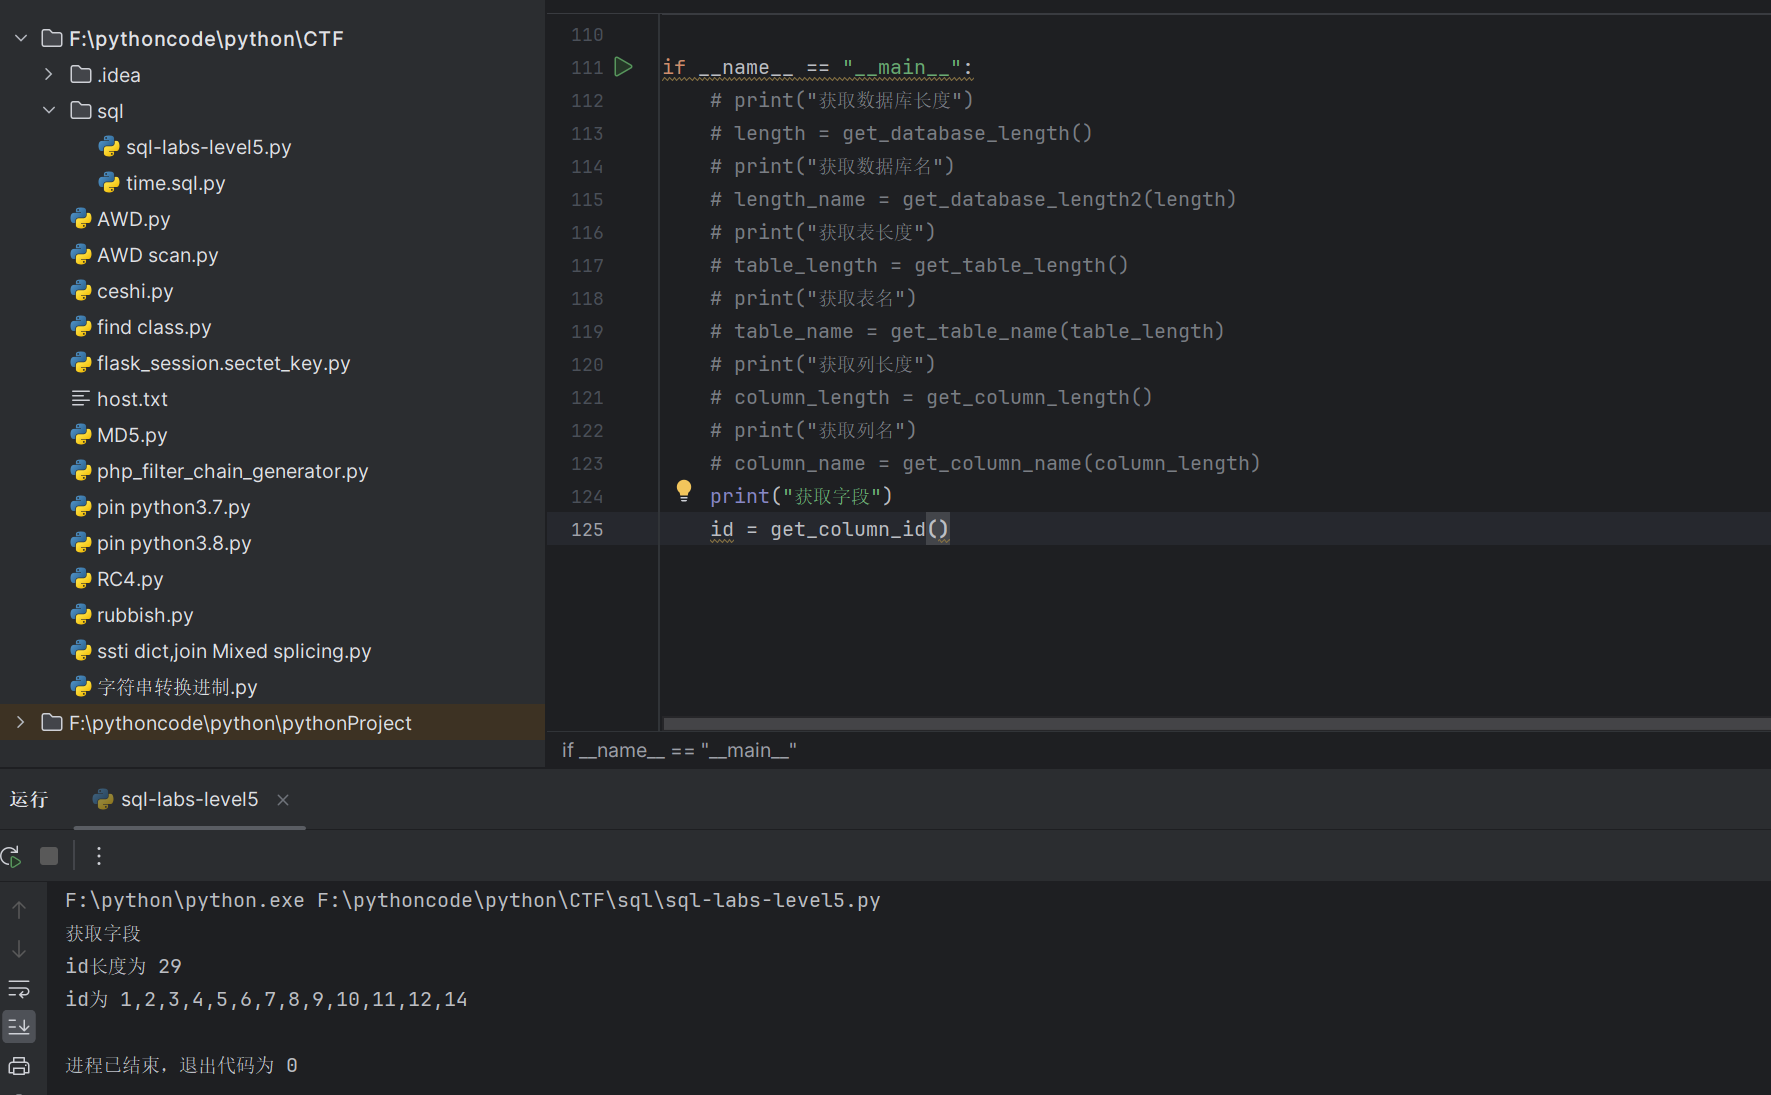 F:\pythoncode\python\CTF
.idea
sql
sql-labs-level5.py
time.sql.py
AWD.py
AWD scan.py
ceshi.py
find class.py
flask_session.sectet_key.py
host.txt
MD5.py
php_filter_chain_generator.py
pin python3.7.py
pin python3.8.py
RC4.py
rubbish.py
ssti dict,join Mixed splicing.py
字符串转换进制.py
F:\pythoncode\python\pythonProject
110
111 if __name__ == "__main__":
112 # print("获取数据库长度")
113 # length = get_database_length()
114 # print("获取数据库名")
115 # length_name = get_database_length2(length)
116 # print("获取表长度")
117 # table_length = get_table_length()
118 # print("获取表名")
119 # table_name = get_table_name(table_length)
120 # print("获取列长度")
121 # column_length = get_column_length()
122 # print("获取列名")
123 # column_name = get_column_name(column_length)
124 print("获取字段")
125 id = get_column_id()
if __name__ == "__main__"
运行 sql-labs-level5
F:\python\python.exe F:\pythoncode\python\CTF\sql\sql-labs-level5.py
获取字段
id长度为 29
id为 1,2,3,4,5,6,7,8,9,10,11,12,14
进程已结束，退出代码为 0